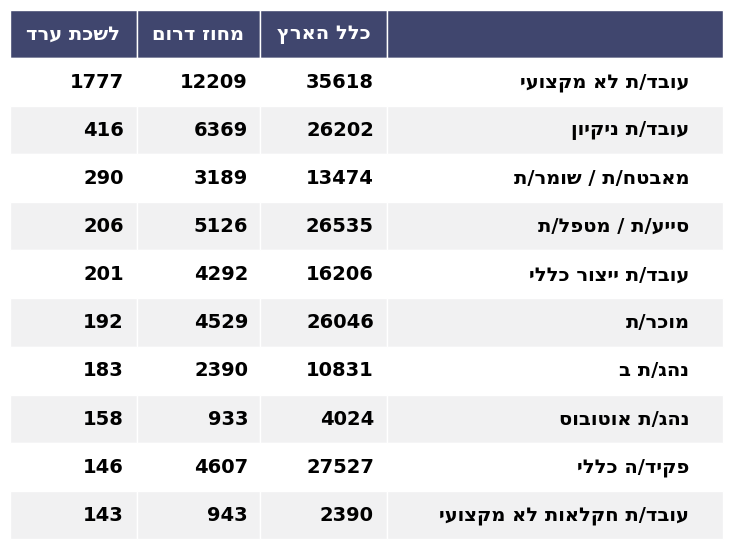 כלל הארץ מחוז דרום לשכת ערד
עובד/ת לא מקצועי 35618 12209 1777
עובד/ת ניקיון 26202 6369 416
מאבטח/ת / שומר/ת 13474 3189 290
סייע/ת / מטפל/ת 26535 5126 206
עובד/ת ייצור כללי 16206 4292 201
מוכר/ת 26046 4529 192
נהג/ת ב 10831 2390 183
נהג/ת אוטובוס 4024 933 158
פקיד/ה כללי 27527 4607 146
עובד/ת חקלאות לא מקצועי 2390 943 143